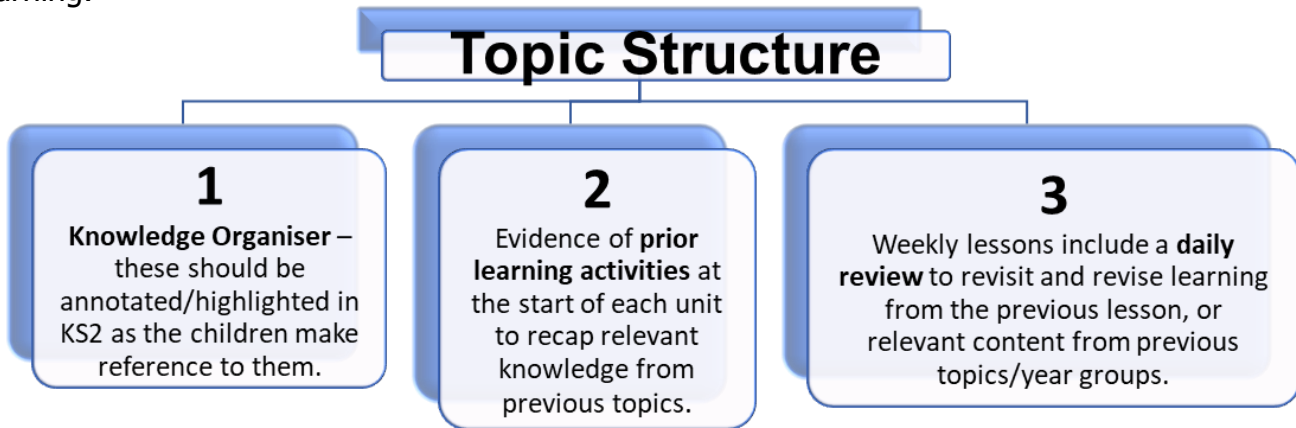 Topic Structure
1
Knowledge Organiser –
these should be
annotated/highlighted in
KS2 as the children make
reference to them.
2
Evidence of prior
learning activities at
the start of each unit
to recap relevant
knowledge from
previous topics.
3
Weekly lessons include a daily
review to revisit and revise learning
from the previous lesson, or
relevant content from previous
topics/year groups.